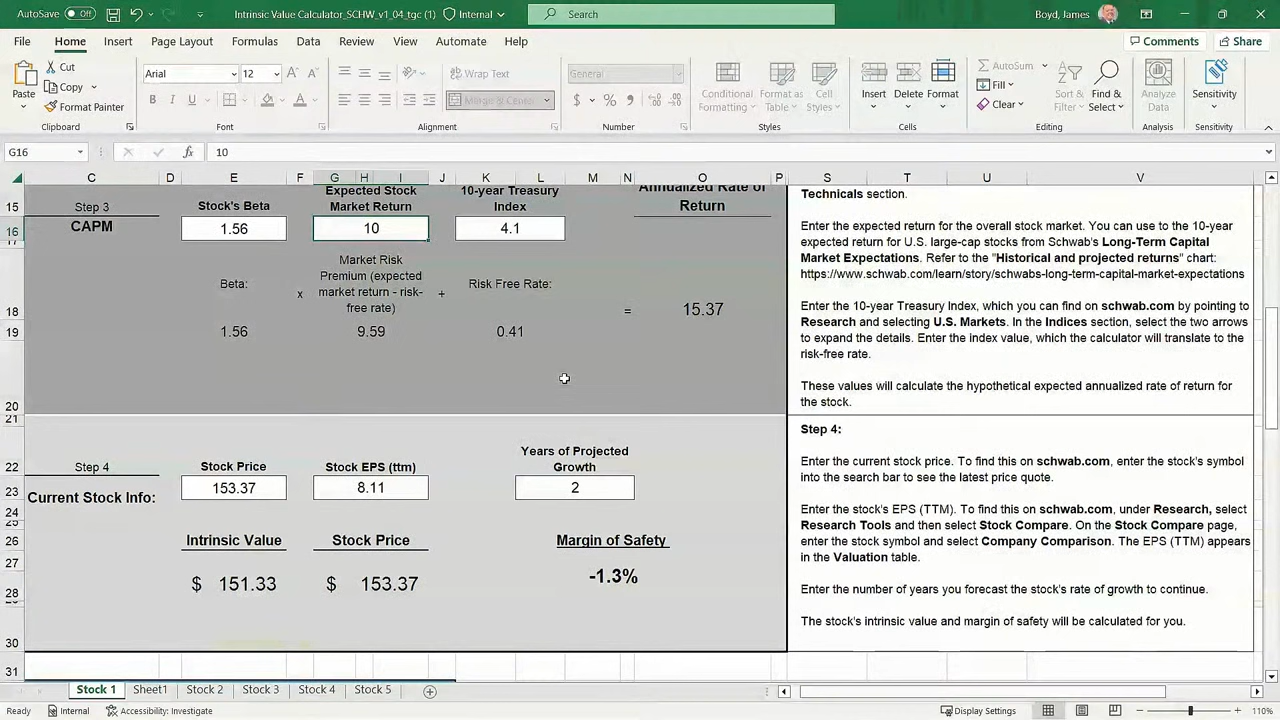 AutoSave Off
Intrinsic Value Calculator_SCHW_v1_04_tgc (1)
Internal
Search
Boyd, James
File Home Insert Page Layout Formulas Data Review View Automate Help
Comments Share
Paste
Cut
Copy
Format Painter
Clipboard
Arial 12
B I U
Font
Wrap Text
Merge & Center
Alignment
General
$ % ,
Number
Conditional Formatting
Format as Table
Cell Styles
Styles
Insert Delete Format
Cells
AutoSum
Fill
Clear
Sort & Filter
Find & Select
Editing
Analyze Data
Analysis
Sensitivity
Sensitivity
G16
fx
10
C D E F G H I J K L M N O P S T U V
15
16
17
18
19
20
21
22
23
24
25
26
27
28
30
31
Step 3
CAPM
Stock's Beta
1.56
Expected Stock
Market Return
10
10-year Treasury
Index
4.1
Annualized Rate of
Return
Beta:
x
Market Risk
Premium (expected
market return - risk-
free rate)
+
Risk Free Rate:
=
15.37
1.56
9.59
0.41
Step 4
Current Stock Info:
Stock Price
153.37
Stock EPS (ttm)
8.11
Years of Projected
Growth
2
Intrinsic Value
$ 151.33
Stock Price
$ 153.37
Margin of Safety
-1.3%
Technicals section.
Enter the expected return for the overall stock market. You can use to the 10-year
expected return for U.S. large-cap stocks from Schwab's Long-Term Capital
Market Expectations. Refer to the "Historical and projected returns" chart:
https://www.schwab.com/learn/story/schwabs-long-term-capital-market-expectations
Enter the 10-year Treasury Index, which you can find on schwab.com by pointing to
Research and selecting U.S. Markets. In the Indices section, select the two arrows
to expand the details. Enter the index value, which the calculator will translate to the
risk-free rate.
These values will calculate the hypothetical expected annualized rate of return for
the stock.
Step 4:
Enter the current stock price. To find this on schwab.com, enter the stock's symbol
into the search bar to see the latest price quote.
Enter the stock's EPS (TTM). To find this on schwab.com, under Research, select
Research Tools and then select Stock Compare. On the Stock Compare page,
enter the stock symbol and select Company Comparison. The EPS (TTM) appears
in the Valuation table.
Enter the number of years you forecast the stock's rate of growth to continue.
The stock's intrinsic value and margin of safety will be calculated for you.
Stock 1 Sheet1 Stock 2 Stock 3 Stock 4 Stock 5
Ready
Internal
Accessibility: Investigate
Display Settings
110%